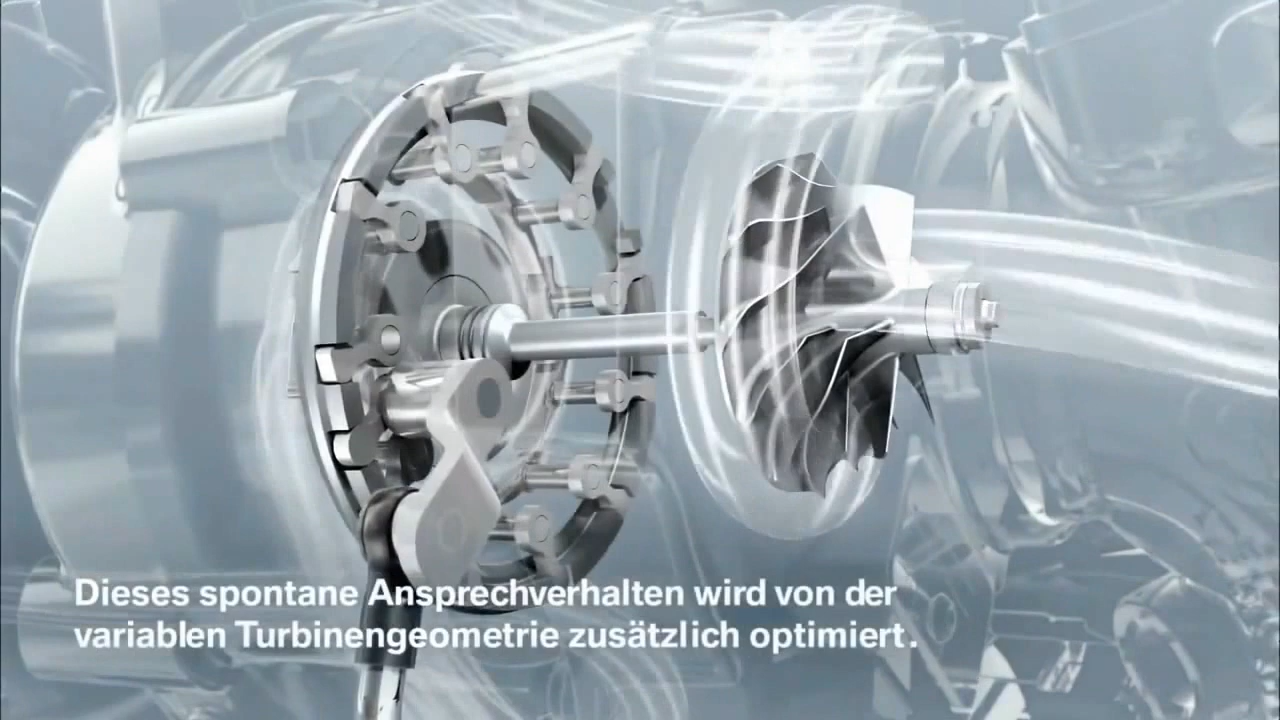 Dieses spontane Ansprechverhalten wird von der
variablen Turbinengeometrie zusätzlich optimiert.